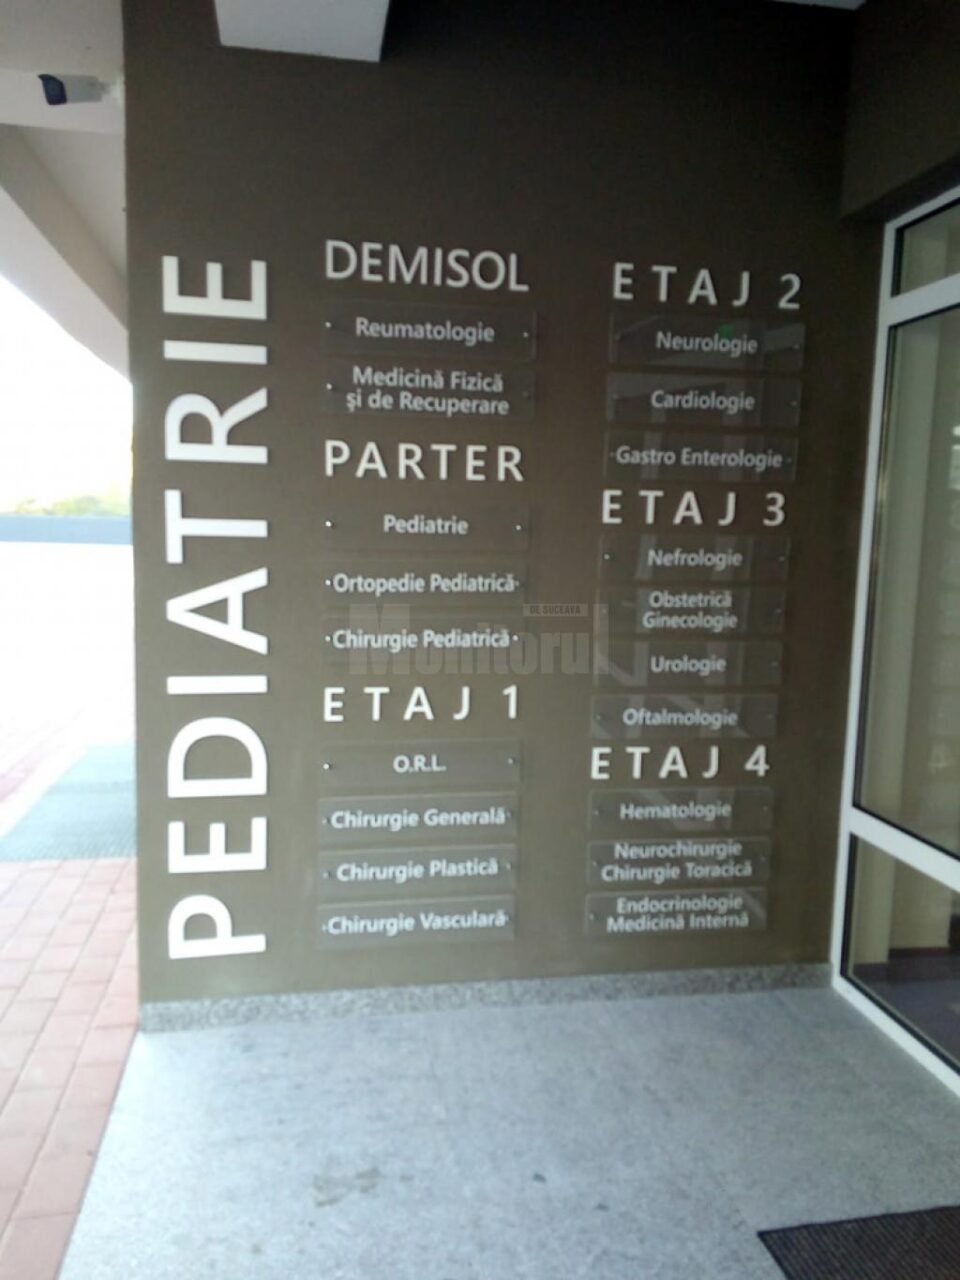 PEDIATRIE
DEMISOL
Reumatologie
Medicină Fizică
și de Recuperare
PARTER
Pediatrie
Ortopedie Pediatrică
Chirurgie Pediatrică
ETAJ 1
O.R.L.
Chirurgie Generală
Chirurgie Plastică
Chirurgie Vasculară
ETAJ 2
Neurologie
Cardiologie
Gastro Enterologie
ETAJ 3
Nefrologie
Obstetrică
Ginecologie
Urologie
Oftalmologie
ETAJ 4
Hematologie
Neurochirurgie
Chirurgie Toracică
Endocrinologie
Medicină Internă
Monitorul
DE SUCEAVA